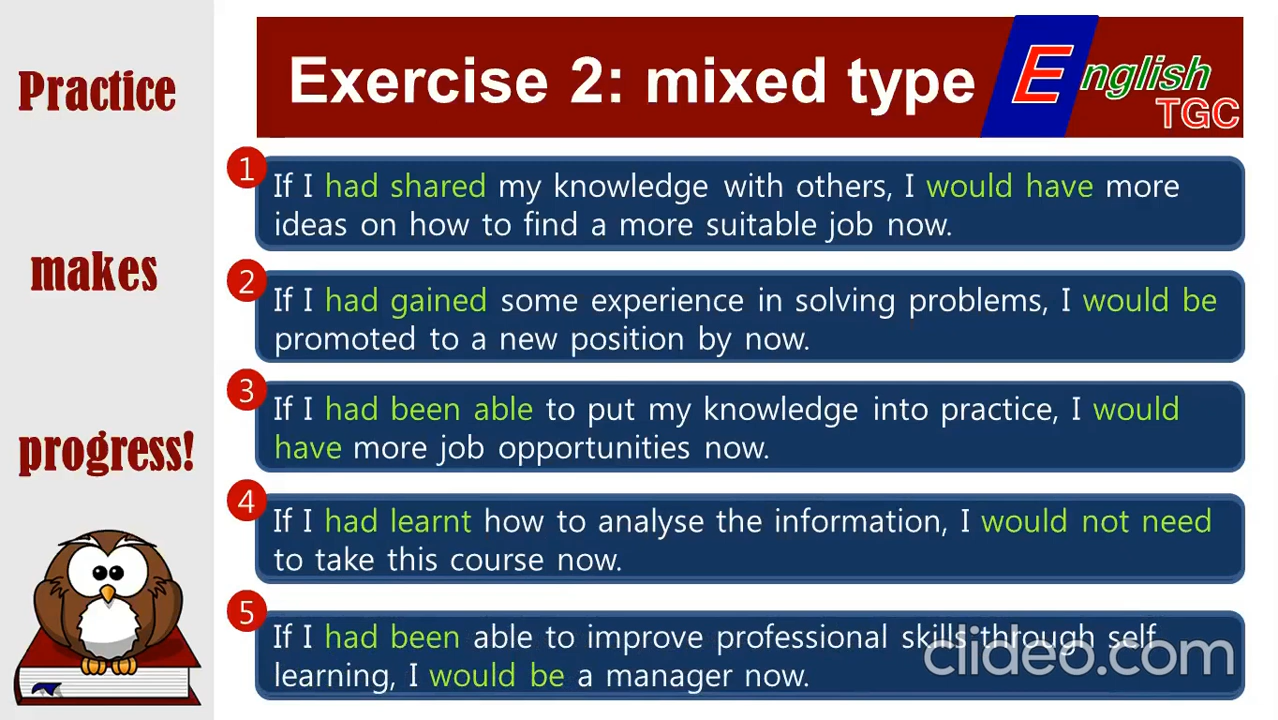 Practice
makes
progress!
Exercise 2: mixed type
English
TGC
1
If I had shared my knowledge with others, I would have more
ideas on how to find a more suitable job now.
2
If I had gained some experience in solving problems, I would be
promoted to a new position by now.
3
If I had been able to put my knowledge into practice, I would
have more job opportunities now.
4
If I had learnt how to analyse the information, I would not need
to take this course now.
5
If I had been able to improve professional skills through self
learning, I would be a manager now.
clideo.com